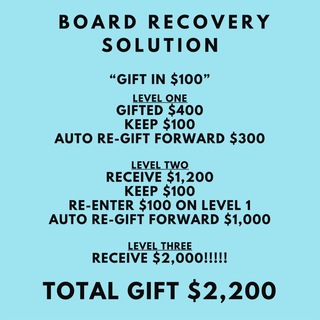 BOARD RECOVERY
SOLUTION
“GIFT IN $100”
LEVEL ONE
GIFTED $400
KEEP $100
AUTO RE-GIFT FORWARD $300
LEVEL TWO
RECEIVE $1,200
KEEP $100
RE-ENTER $100 ON LEVEL 1
AUTO RE-GIFT FORWARD $1,000
LEVEL THREE
RECEIVE $2,000!!!!!
TOTAL GIFT $2,200